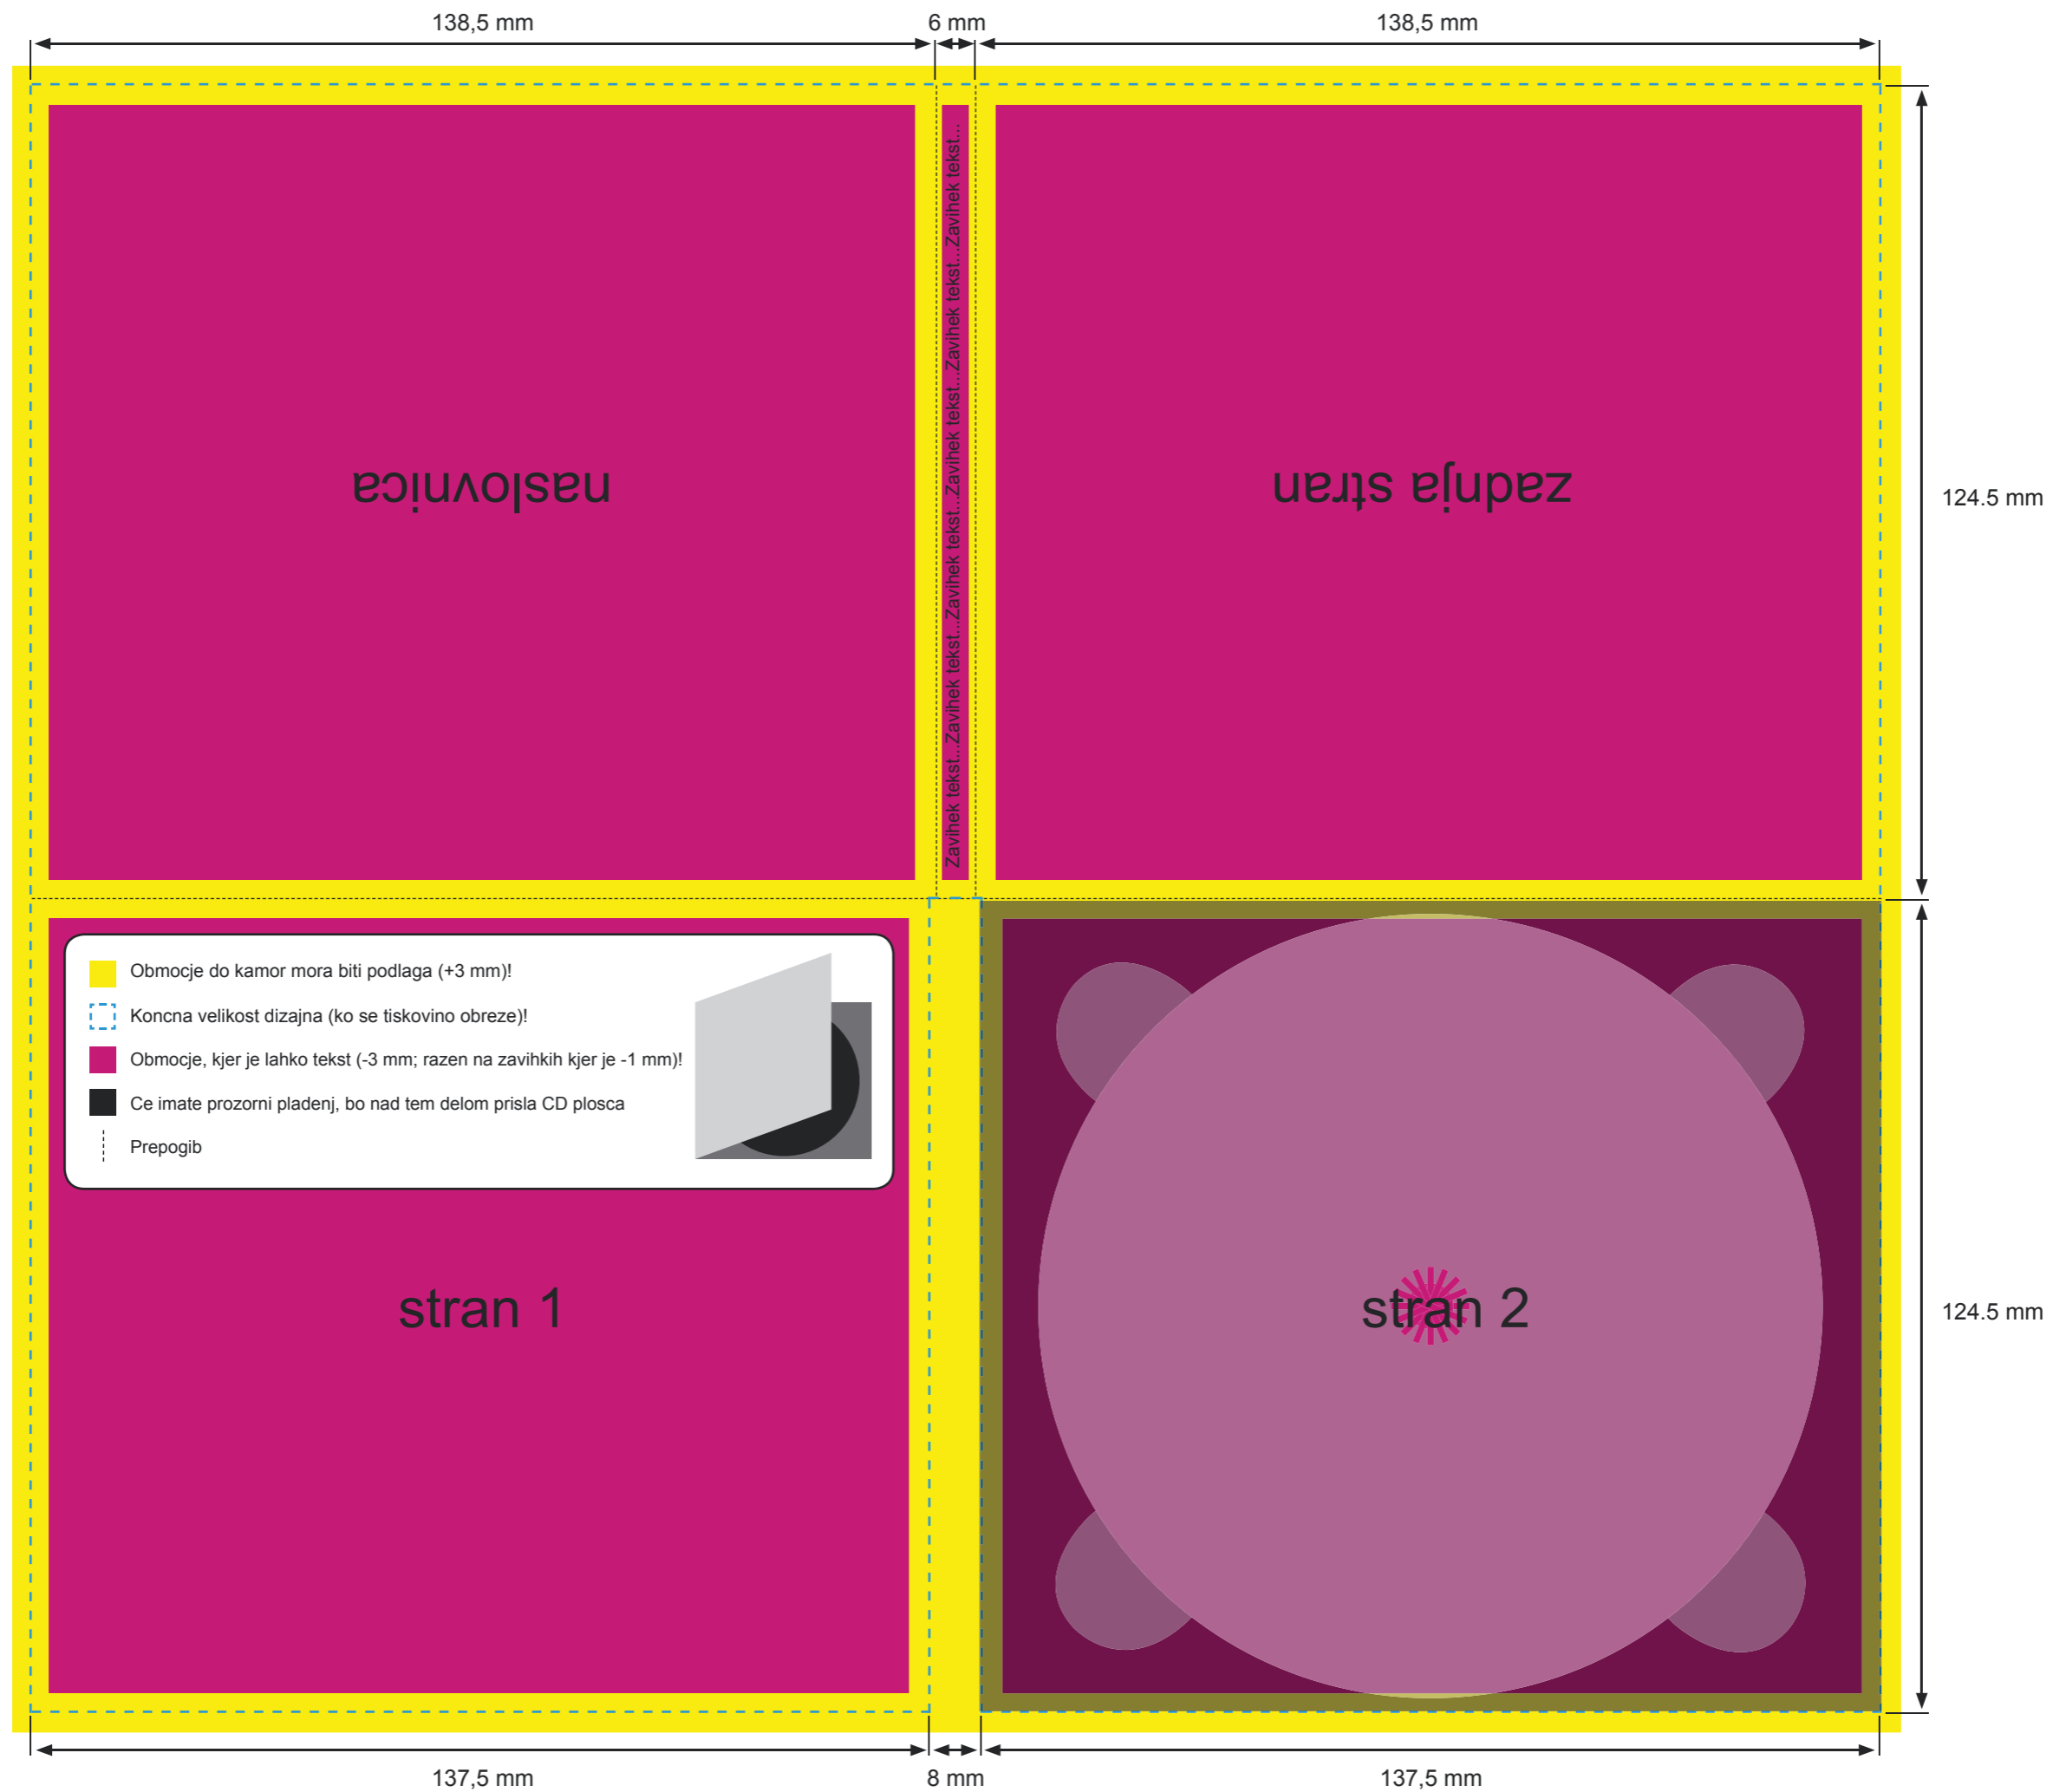 138,5 mm
6 mm
138,5 mm
naslovnica
Zavihek tekst...Zavihek tekst...Zavihek tekst...Zavihek tekst...Zavihek tekst...Zavihek tekst...
zadnja stran
124.5 mm
Obmocje do kamor mora biti podlaga (+3 mm)!
Koncna velikost dizajna (ko se tiskovino obreze)!
Obmocje, kjer je lahko tekst (-3 mm; razen na zavihkih kjer je -1 mm)!
Ce imate prozorni pladenj, bo nad tem delom prisla CD plosca
Prepogib
stran 1
stran 2
124.5 mm
137,5 mm
8 mm
137,5 mm